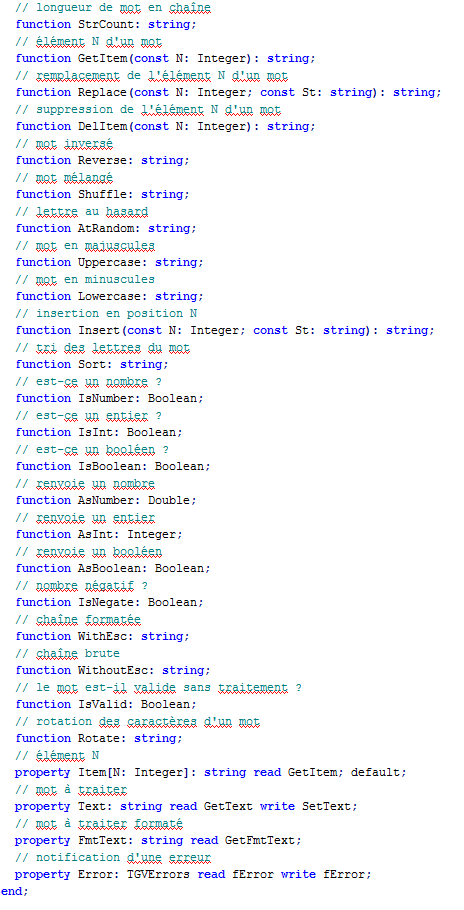 // longueur de mot en chaîne
function StrCount: string;
// élément N d'un mot
function GetItem(const N: Integer): string;
// remplacement de l'élément N d'un mot
function Replace(const N: Integer; const St: string): string;
// suppression de l'élément N d'un mot
function DelItem(const N: Integer): string;
// mot inversé
function Reverse: string;
// mot mélangé
function Shuffle: string;
// lettre au hasard
function AtRandom: string;
// mot en majuscules
function Uppercase: string;
// mot en minuscules
function Lowercase: string;
// insertion en position N
function Insert(const N: Integer; const St: string): string;
// tri des lettres du mot
function Sort: string;
// est-ce un nombre ?
function IsNumber: Boolean;
// est-ce un entier ?
function IsInt: Boolean;
// est-ce un booléen ?
function IsBoolean: Boolean;
// renvoie un nombre
function AsNumber: Double;
// renvoie un entier
function AsInt: Integer;
// renvoie un booléen
function AsBoolean: Boolean;
// nombre négatif ?
function IsNegate: Boolean;
// chaîne formatée
function WithEsc: string;
// chaîne brute
function WithoutEsc: string;
// le mot est-il valide sans traitement ?
function IsValid: Boolean;
// rotation des caractères d'un mot
function Rotate: string;
// élément N
property Item[N: Integer]: string read GetItem; default;
// mot à traiter
property Text: string read GetText write SetText;
// mot à traiter formaté
property FmtText: string read GetFmtText;
// notification d'une erreur
property Error: TGVErrors read fError write fError;
end;